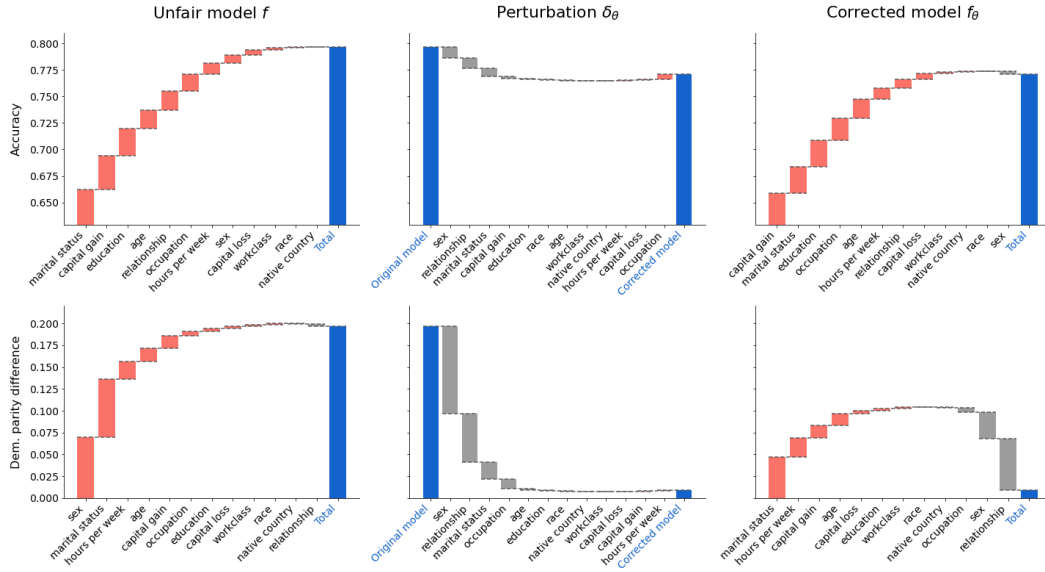 Unfair model f
Perturbation δθ
Corrected model fθ
Accuracy
0.800
0.775
0.750
0.725
0.700
0.675
0.650
marital status
capital gain
education
age
relationship
occupation
hours per week
sex
capital loss
workclass
race
native country
Total
Original model
sex
relationship
marital status
capital gain
education
race
age
workclass
native country
hours per week
capital loss
occupation
Corrected model
capital gain
marital status
education
occupation
age
hours per week
relationship
capital loss
workclass
native country
race
sex
Total
Dem. parity difference
0.200
0.175
0.150
0.125
0.100
0.075
0.050
0.025
0.000
sex
marital status
hours per week
age
capital gain
occupation
education
capital loss
workclass
race
native country
relationship
Total
Original model
sex
relationship
marital status
occupation
age
education
race
native country
workclass
capital loss
capital gain
hours per week
Corrected model
marital status
hours per week
capital gain
age
capital loss
education
workclass
race
native country
occupation
sex
relationship
Total